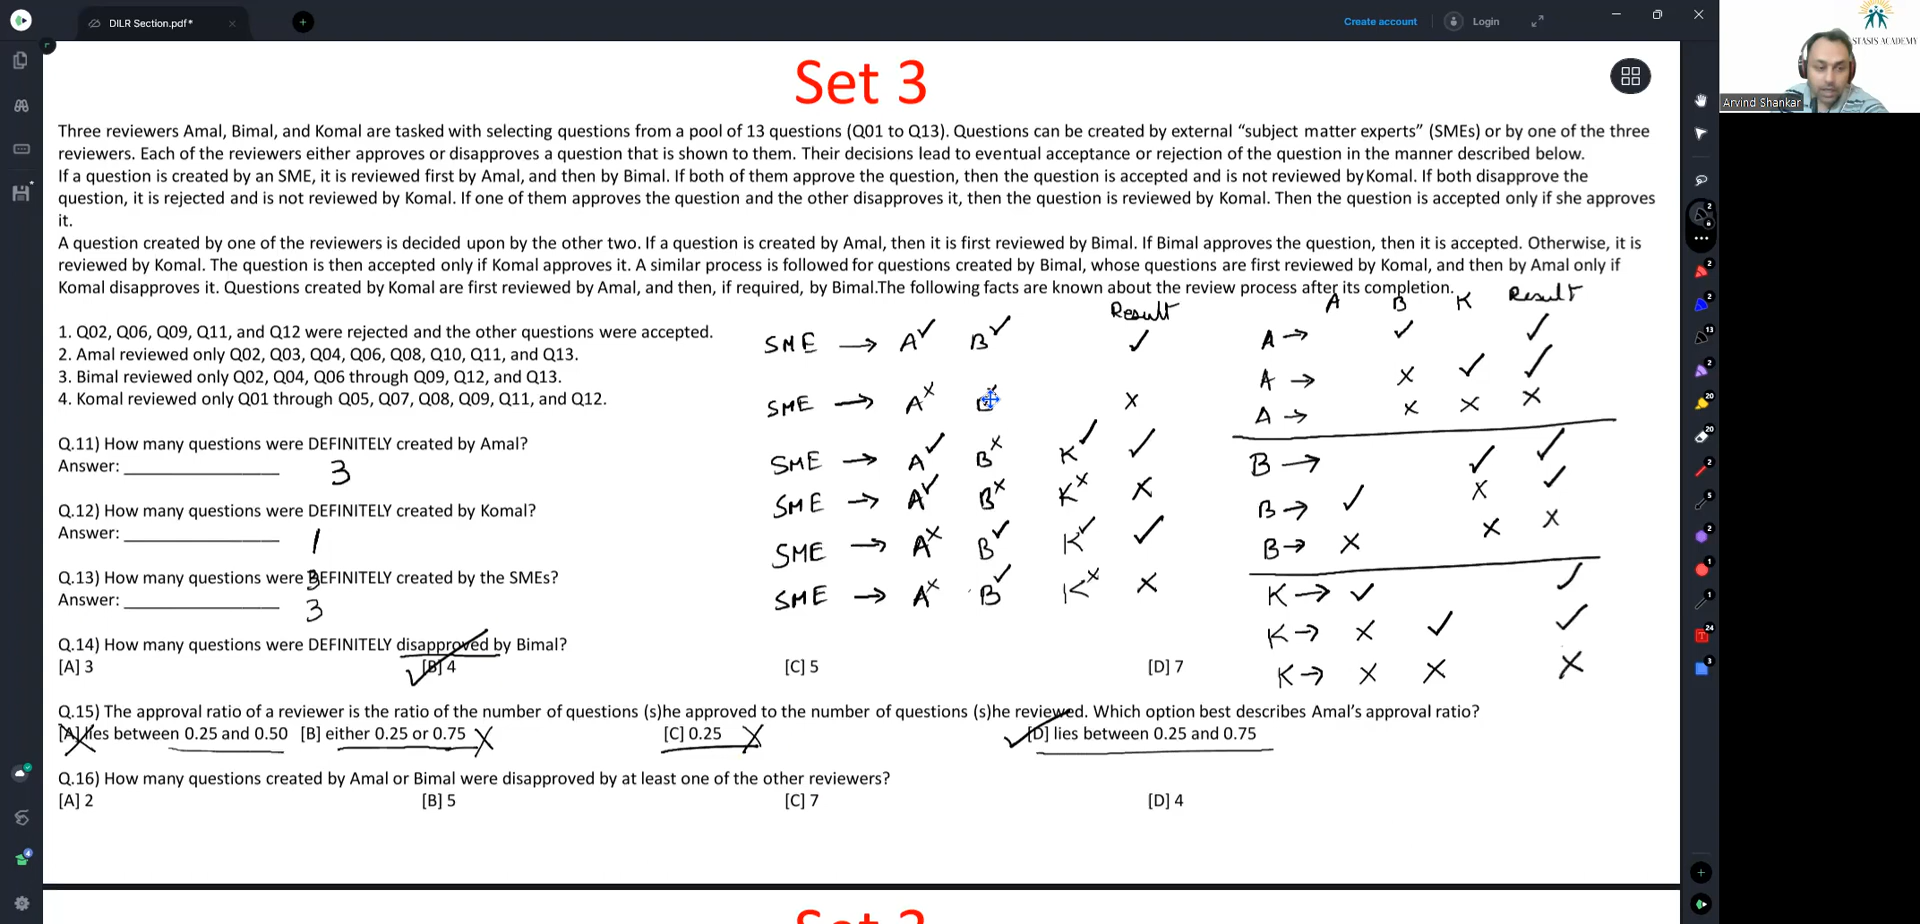 DILR Section.pdf*
Create account
Login
STASIS ACADEMY
Arvind Shankar
Set 3
Three reviewers Amal, Bimal, and Komal are tasked with selecting questions from a pool of 13 questions (Q01 to Q13). Questions can be created by external “subject matter experts” (SMEs) or by one of the three
reviewers. Each of the reviewers either approves or disapproves a question that is shown to them. Their decisions lead to eventual acceptance or rejection of the question in the manner described below.
If a question is created by an SME, it is reviewed first by Amal, and then by Bimal. If both of them approve the question, then the question is accepted and is not reviewed by Komal. If both disapprove the
question, it is rejected and is not reviewed by Komal. If one of them approves the question and the other disapproves it, then the question is reviewed by Komal. Then the question is accepted only if she approves
it.
A question created by one of the reviewers is decided upon by the other two. If a question is created by Amal, then it is first reviewed by Bimal. If Bimal approves the question, then it is accepted. Otherwise, it is
reviewed by Komal. The question is then accepted only if Komal approves it. A similar process is followed for questions created by Bimal, whose questions are first reviewed by Komal, and then by Amal only if
Komal disapproves it. Questions created by Komal are first reviewed by Amal, and then, if required, by Bimal.The following facts are known about the review process after its completion.
1. Q02, Q06, Q09, Q11, and Q12 were rejected and the other questions were accepted.
2. Amal reviewed only Q02, Q03, Q04, Q06, Q08, Q10, Q11, and Q13.
3. Bimal reviewed only Q02, Q04, Q06 through Q09, Q12, and Q13.
4. Komal reviewed only Q01 through Q05, Q07, Q08, Q09, Q11, and Q12.
Result
SME → A✓ B✓ ✓
SME → A× ×
SME → A✓ B× K✓ ✓
SME → A✓ B× K× ×
SME → A× B✓ K✓ ✓
SME → A× B✓ K× ×
A B K Result
A → ✓ ✓
A → × ✓ ✓
A → × × ×
B → ✓ ✓
B → ✓ × ✓
B → × × ×
K → ✓ ✓
K → × ✓ ✓
K → × × ×
Q.11) How many questions were DEFINITELY created by Amal?
Answer: ________________ 3
Q.12) How many questions were DEFINITELY created by Komal?
Answer: ________________ 1
Q.13) How many questions were DEFINITELY created by the SMEs?
3
Answer: ________________ 3
Q.14) How many questions were DEFINITELY disapproved by Bimal?
[A] 3 [B] 4 [C] 5 [D] 7
Q.15) The approval ratio of a reviewer is the ratio of the number of questions (s)he approved to the number of questions (s)he reviewed. Which option best describes Amal’s approval ratio?
[A] lies between 0.25 and 0.50 [B] either 0.25 or 0.75 [C] 0.25 [D] lies between 0.25 and 0.75
Q.16) How many questions created by Amal or Bimal were disapproved by at least one of the other reviewers?
[A] 2 [B] 5 [C] 7 [D] 4